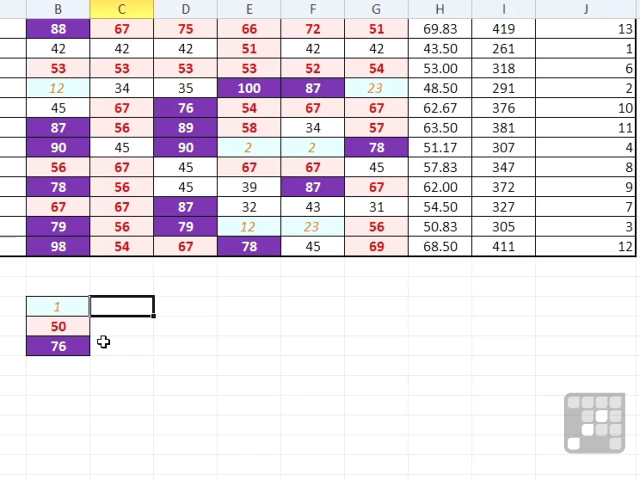 B C D E F G H I J
88 67 75 66 72 51 69.83 419 13
42 42 42 51 42 42 43.50 261 1
53 53 53 53 52 54 53.00 318 6
12 34 35 100 87 23 48.50 291 2
45 67 76 54 67 67 62.67 376 10
87 56 89 58 34 57 63.50 381 11
90 45 90 2 2 78 51.17 307 4
56 67 45 67 67 45 57.83 347 8
78 56 45 39 87 67 62.00 372 9
67 67 87 32 43 31 54.50 327 7
79 56 79 12 23 56 50.83 305 3
98 54 67 78 45 69 68.50 411 12
1
50
76